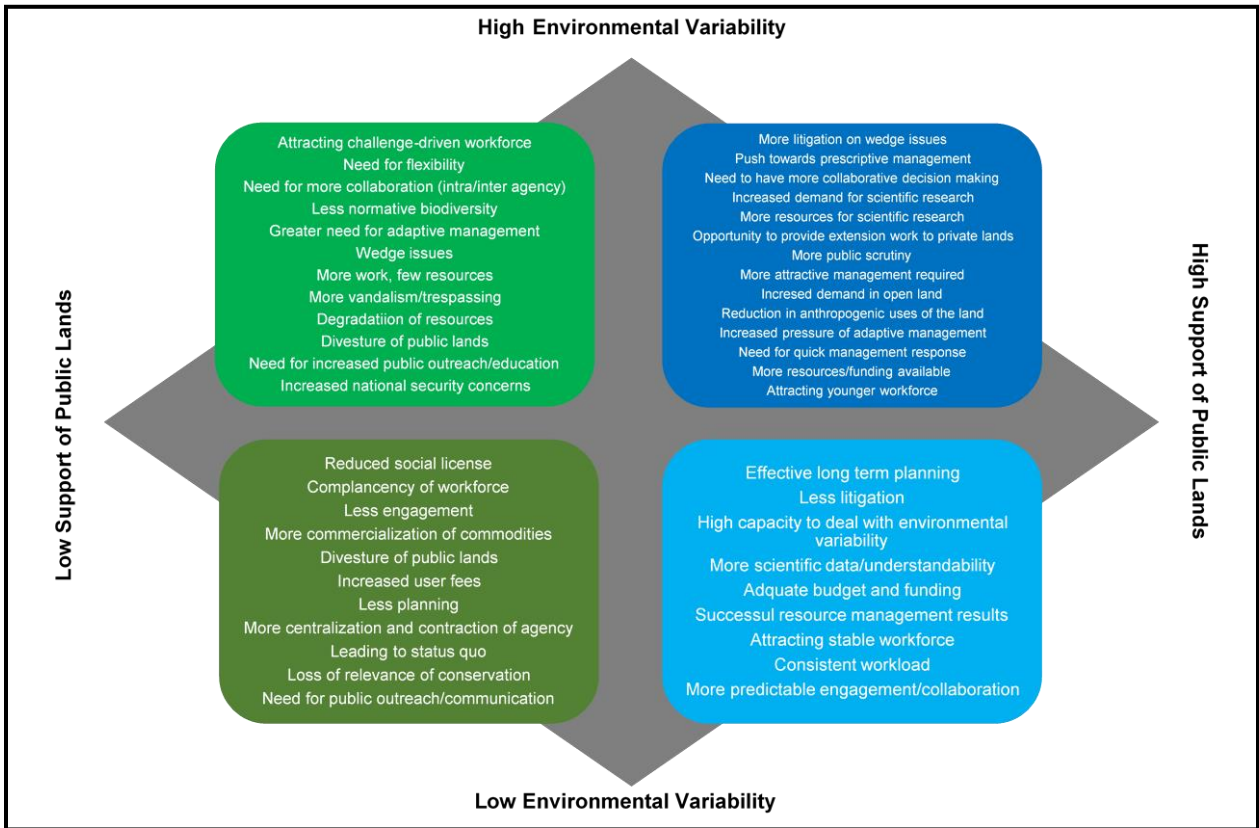 High Environmental Variability
Low Support of Public Lands
Attracting challenge-driven workforce
Need for flexibility
Need for more collaboration (intra/inter agency)
Less normative biodiversity
Greater need for adaptive management
Wedge issues
More work, few resources
More vandalism/trespassing
Degradatiion of resources
Divesture of public lands
Need for increased public outreach/education
Increased national security concerns
More litigation on wedge issues
Push towards prescriptive management
Need to have more collaborative decision making
Increased demand for scientific research
More resources for scientific research
Opportunity to provide extension work to private lands
More public scrutiny
More attractive management required
Incresed demand in open land
Reduction in anthropogenic uses of the land
Increased pressure of adaptive management
Need for quick management response
More resources/funding available
Attracting younger workforce
High Support of Public Lands
Reduced social license
Complancency of workforce
Less engagement
More commercialization of commodities
Divesture of public lands
Increased user fees
Less planning
More centralization and contraction of agency
Leading to status quo
Loss of relevance of conservation
Need for public outreach/communication
Effective long term planning
Less litigation
High capacity to deal with environmental
variability
More scientific data/understandability
Adquate budget and funding
Successul resource management results
Attracting stable workforce
Consistent workload
More predictable engagement/collaboration
Low Environmental Variability